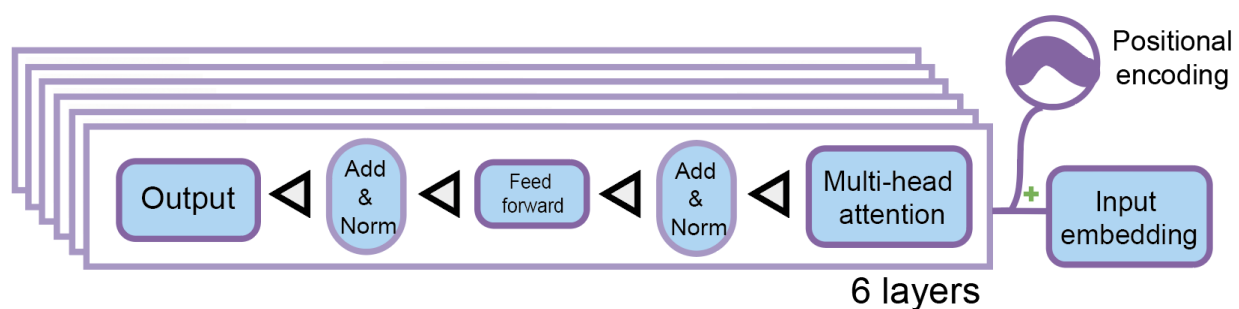 Positional
encoding
Output
Add
&
Norm
Feed
forward
Add
&
Norm
Multi-head
attention
+
Input
embedding
6 layers